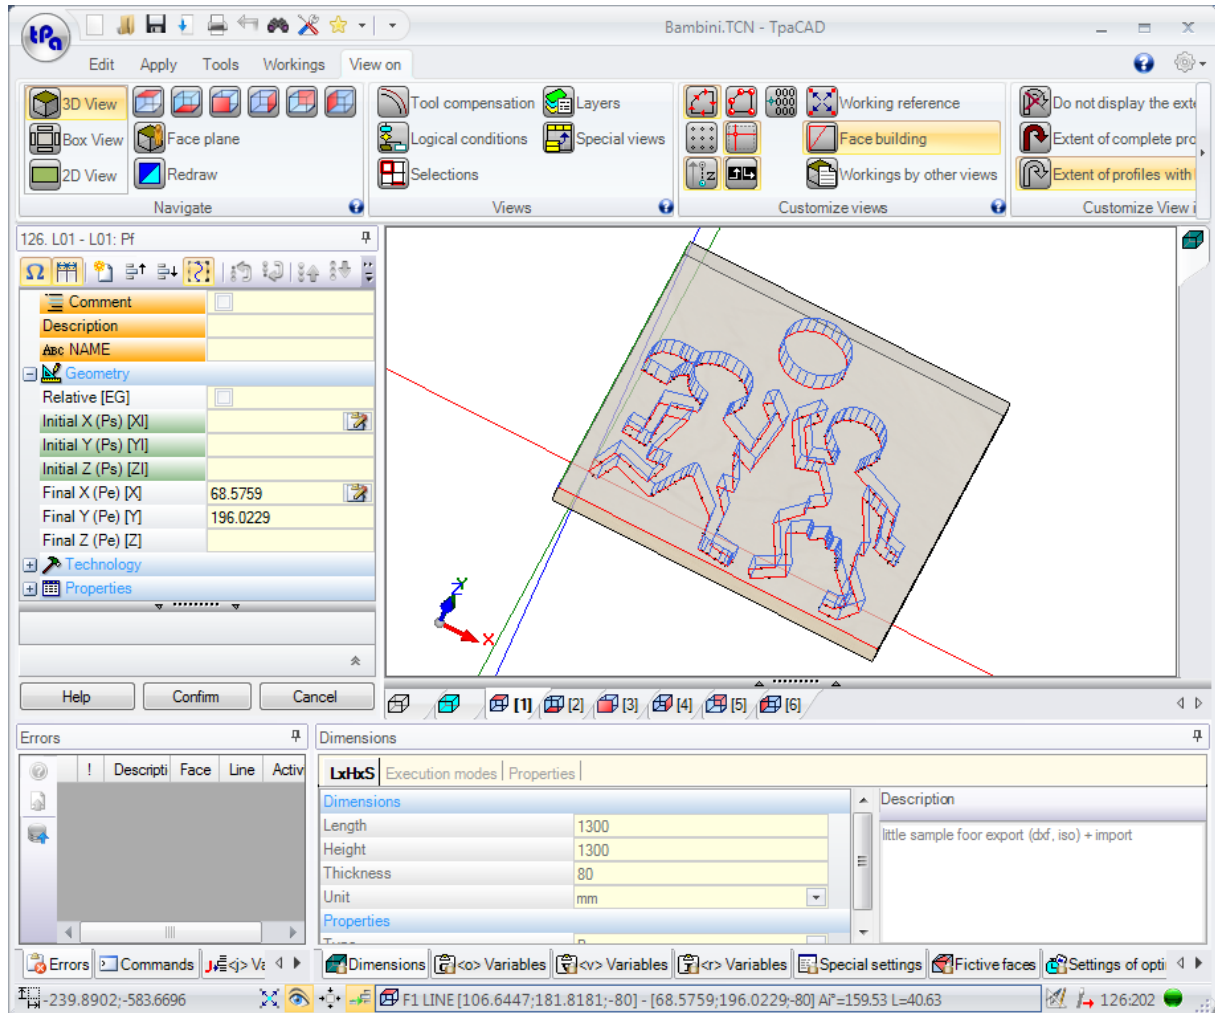 tPa
Bambini.TCN - TpaCAD
Edit Apply Tools Workings View on
3D View
Box View
2D View
Face plane
Redraw
Navigate
Tool compensation
Logical conditions
Selections
Layers
Special views
Views
Working reference
Face building
Workings by other views
Customize views
Do not display the exte
Extent of complete pro
Extent of profiles with
Customize View i
126. L01 - L01: Pf
Comment
Description
ABC NAME
Geometry
Relative [EG]
Initial X (Ps) [XI]
Initial Y (Ps) [YI]
Initial Z (Ps) [ZI]
Final X (Pe) [X] 68.5759
Final Y (Pe) [Y] 196.0229
Final Z (Pe) [Z]
Technology
Properties
Help Confirm Cancel
X
[1] [2] [3] [4] [5] [6]
Errors
! Descripti Face Line Activ
Dimensions
LxHxS Execution modes Properties
Dimensions
Length 1300
Height 1300
Thickness 80
Unit mm
Properties
Description
little sample foor export (dxf, iso) + import
Errors Commands <j> Va
Dimensions <o> Variables <v> Variables <r> Variables Special settings Fictive faces Settings of opti
-239.8902;-583.6696
F1 LINE [106.6447;181.8181;-80] - [68.5759;196.0229;-80] Ai°=159.53 L=40.63
126:202